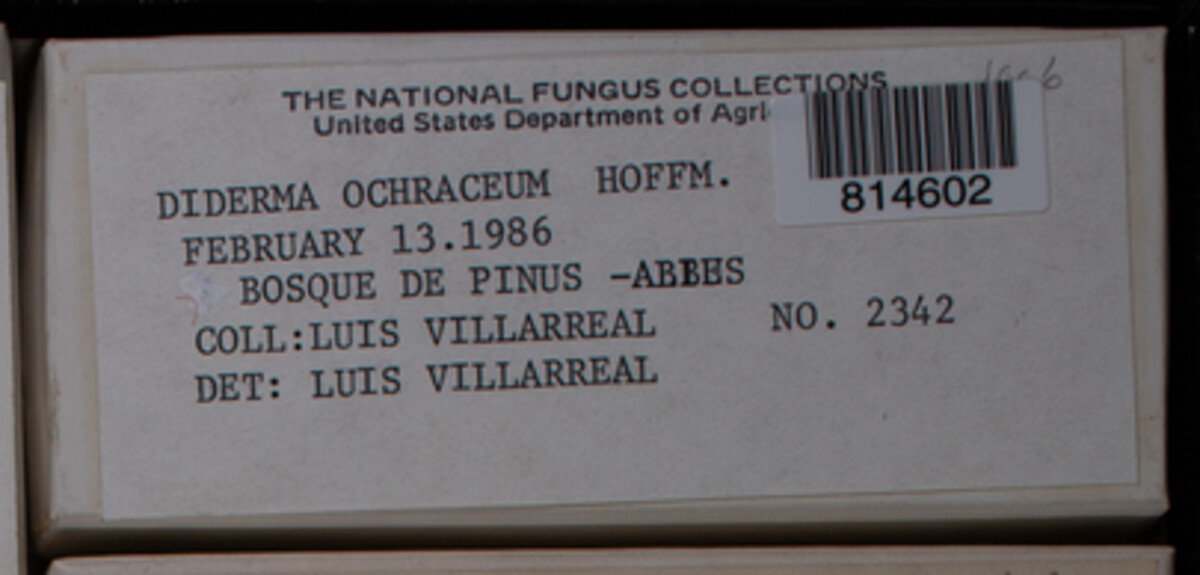 THE NATIONAL FUNGUS COLLECTIONS
United States Department of Agri
DIDERMA OCHRACEUM HOFFM.
FEBRUARY 13.1986
BOSQUE DE PINUS -ABBES
COLL:LUIS VILLARREAL NO. 2342
DET: LUIS VILLARREAL
814602